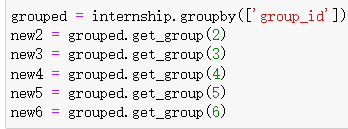 grouped = internship.groupby(['group_id'])
new2 = grouped.get_group(2)
new3 = grouped.get_group(3)
new4 = grouped.get_group(4)
new5 = grouped.get_group(5)
new6 = grouped.get_group(6)